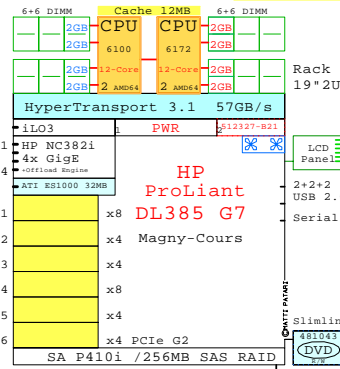 6+6 DIMM Cache 12MB 6+6 DIMM
2GB CPU CPU 2GB
2GB 6100 6172 2GB
2GB 12-Core 12-Core 2GB
2GB 2 AMD64 2 AMD64 2GB
Rack
19"2U
HyperTransport 3.1 57GB/s
iLO3 1 PWR 2 512327-B21
1 HP NC382i
4x GigE
4 +Offload Engine
ATI ES1000 32MB
LCD
Panel
HP
ProLiant
DL385 G7
Magny-Cours
2+2+2
USB 2.
Serial
1 x8
2 x4
3 x4
4 x8
5 x4
6 x4 PCIe G2
©MATTI PATARI
Slimlin
481043
DVD
R/W
SA P410i /256MB SAS RAID